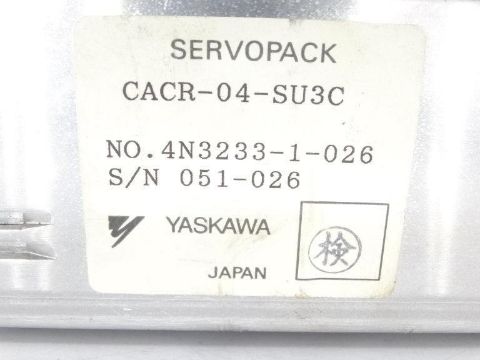 SERVOPACK
CACR-04-SU3C
NO.4N3233-1-026
S/N 051-026
YASKAWA
JAPAN
検